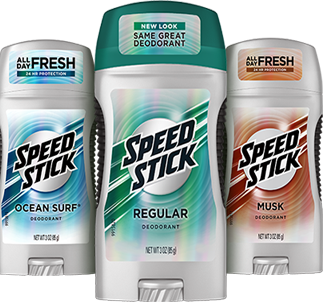 ALL DAY FRESH
24 HR PROTECTION
SPEED
STICK
OCEAN SURF®
DEODORANT
NET WT 3 OZ (85 g)
NEW LOOK
SAME GREAT
DEODORANT
SPEED
STICK
REGULAR
DEODORANT
NET WT 3 OZ (85 g)
ALL DAY FRESH
24 HR PROTECTION
SPEED
STICK
MUSK
DEODORANT
NET WT 3 OZ (85 g)